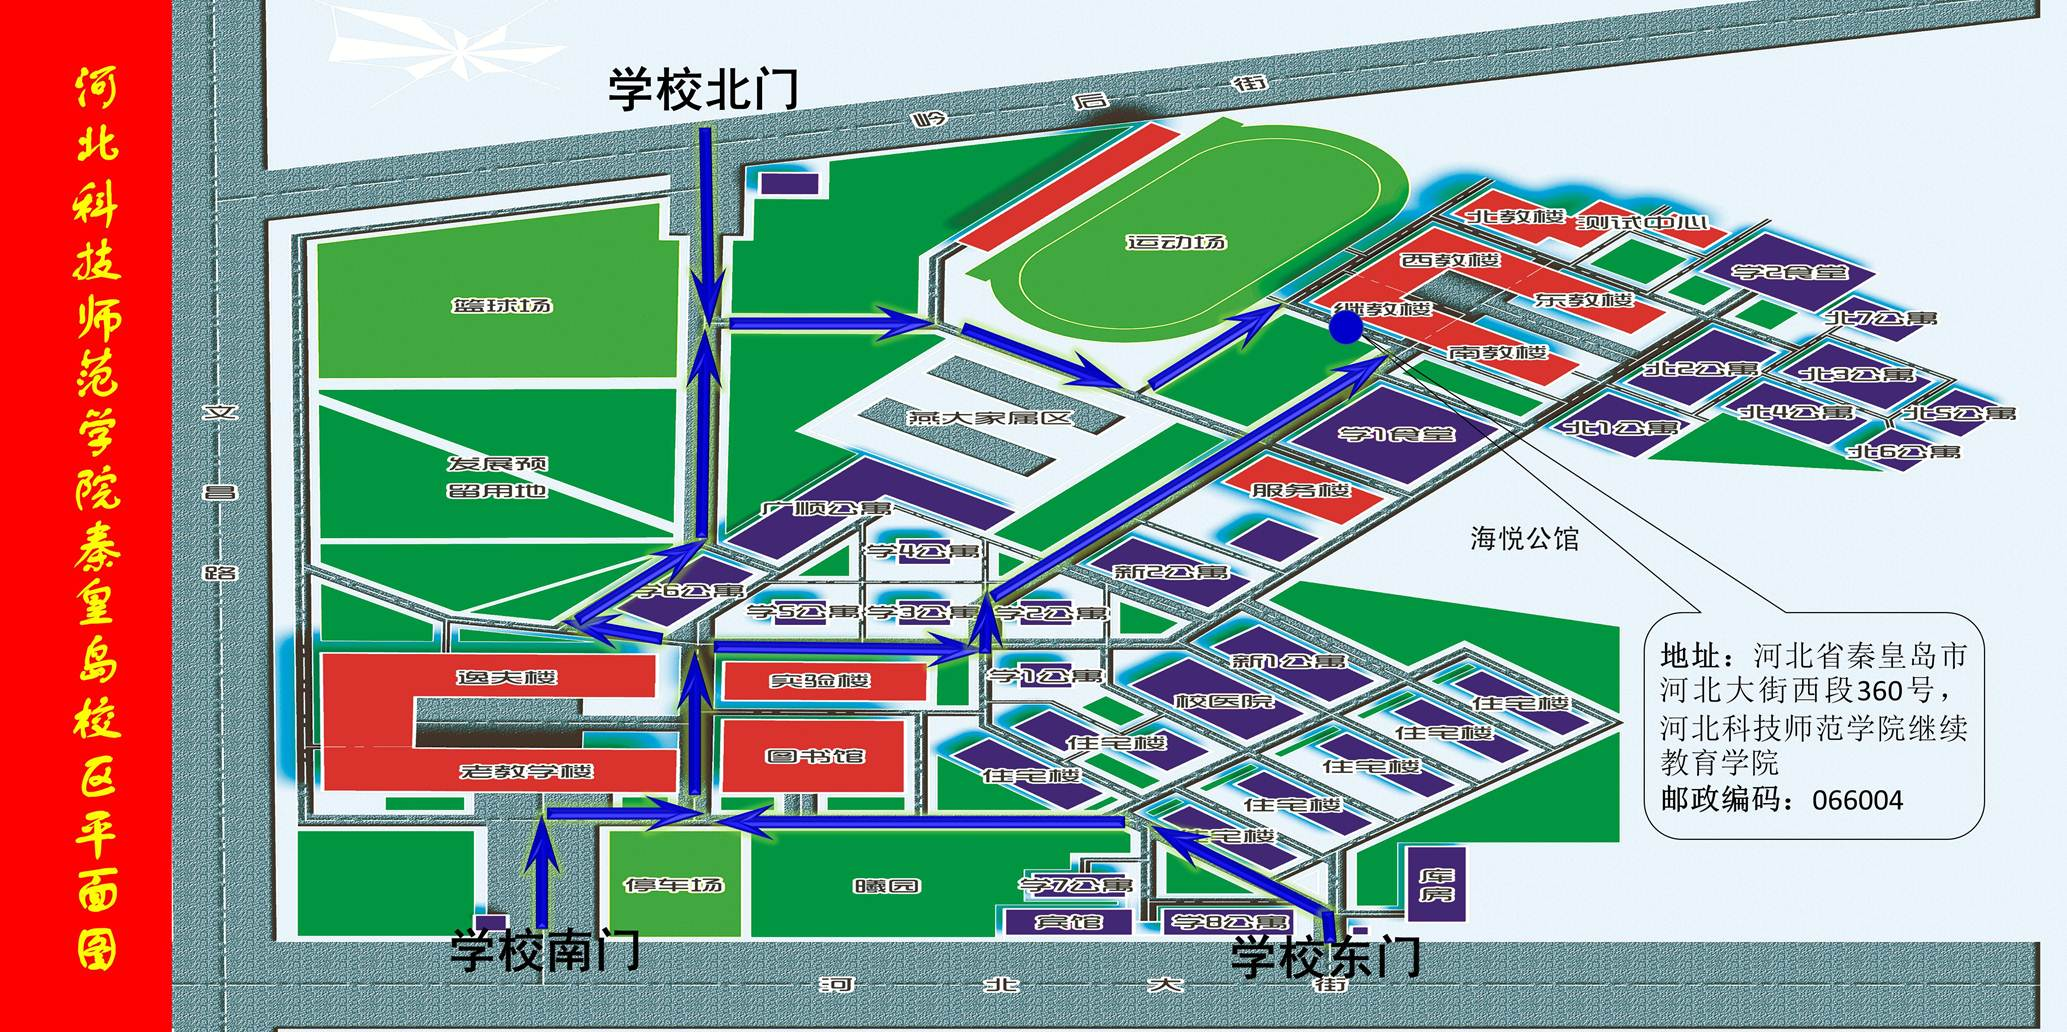 河北科技师范学院秦皇岛校区平面图
学校北门
岭后街
运动场
北教楼
测试中心
西教楼
学2食堂
篮球场
继教楼
东教楼
北7公寓
南教楼
北2公寓
北3公寓
燕大家属区
文昌路
学1食堂
北1公寓
北4公寓
北5公寓
北6公寓
发展预
留用地
服务楼
广顺公寓
海悦公馆
学4公寓
新2公寓
学6公寓
学5公寓
学3公寓
学2公寓
新1公寓
逸夫楼
实验楼
学1公寓
校医院
住宅楼
住宅楼
住宅楼
图书馆
老教学楼
住宅楼
住宅楼
住宅楼
住宅楼
地址：河北省秦皇岛市
河北大街西段360号，
河北科技师范学院继续
教育学院
邮政编码：066004
停车场
曦园
学7公寓
库房
宾馆
学8公寓
学校南门
学校东门
河北大街